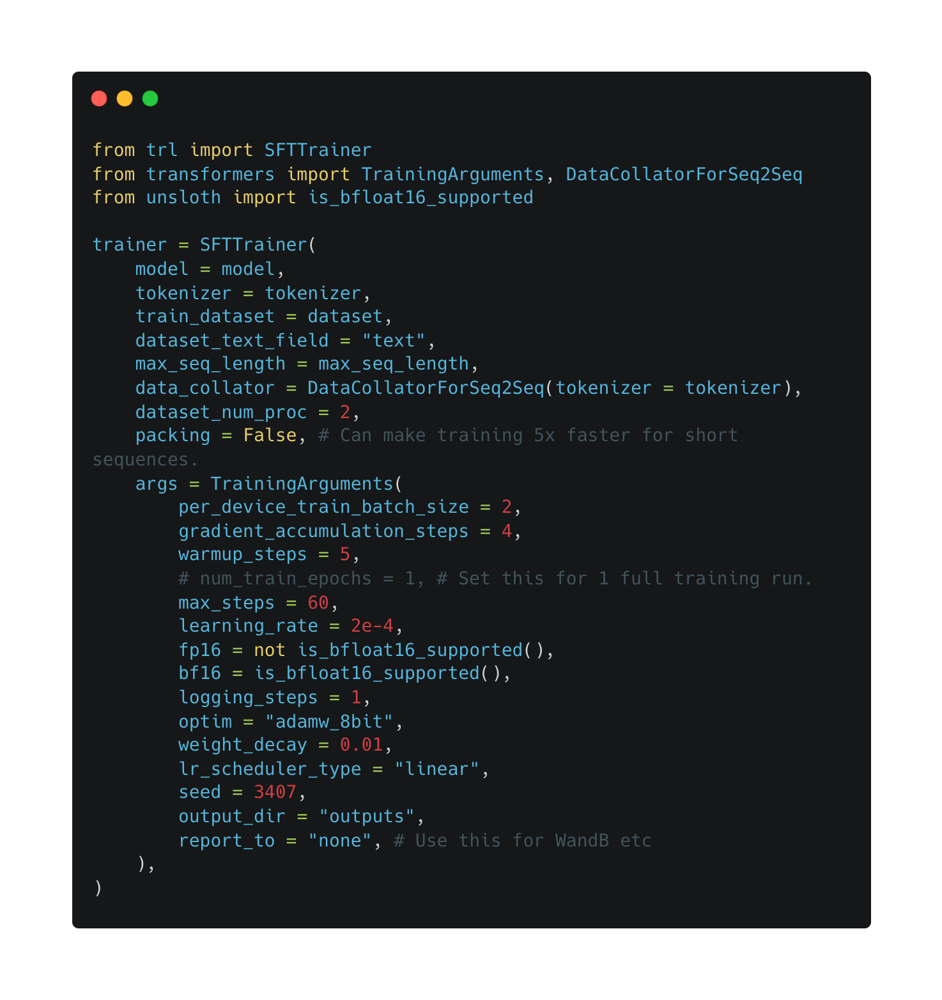 from trl import SFTTrainer
from transformers import TrainingArguments, DataCollatorForSeq2Seq
from unsloth import is_bfloat16_supported

trainer = SFTTrainer(
    model = model,
    tokenizer = tokenizer,
    train_dataset = dataset,
    dataset_text_field = "text",
    max_seq_length = max_seq_length,
    data_collator = DataCollatorForSeq2Seq(tokenizer = tokenizer),
    dataset_num_proc = 2,
    packing = False, # Can make training 5x faster for short
sequences.
    args = TrainingArguments(
        per_device_train_batch_size = 2,
        gradient_accumulation_steps = 4,
        warmup_steps = 5,
        # num_train_epochs = 1, # Set this for 1 full training run.
        max_steps = 60,
        learning_rate = 2e-4,
        fp16 = not is_bfloat16_supported(),
        bf16 = is_bfloat16_supported(),
        logging_steps = 1,
        optim = "adamw_8bit",
        weight_decay = 0.01,
        lr_scheduler_type = "linear",
        seed = 3407,
        output_dir = "outputs",
        report_to = "none", # Use this for WandB etc
    ),
)